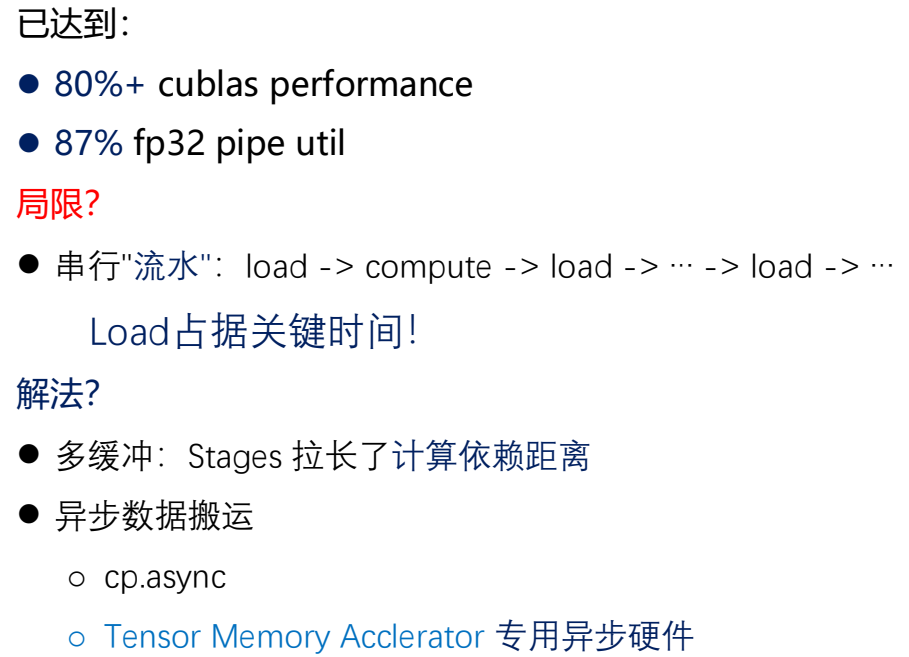 已达到：
● 80%+ cublas performance
● 87% fp32 pipe util
局限？
● 串行"流水"：load -> compute -> load -> ··· -> load -> ···
Load占据关键时间！
解法？
● 多缓冲：Stages 拉长了计算依赖距离
● 异步数据搬运
○ cp.async
○ Tensor Memory Acclerator 专用异步硬件